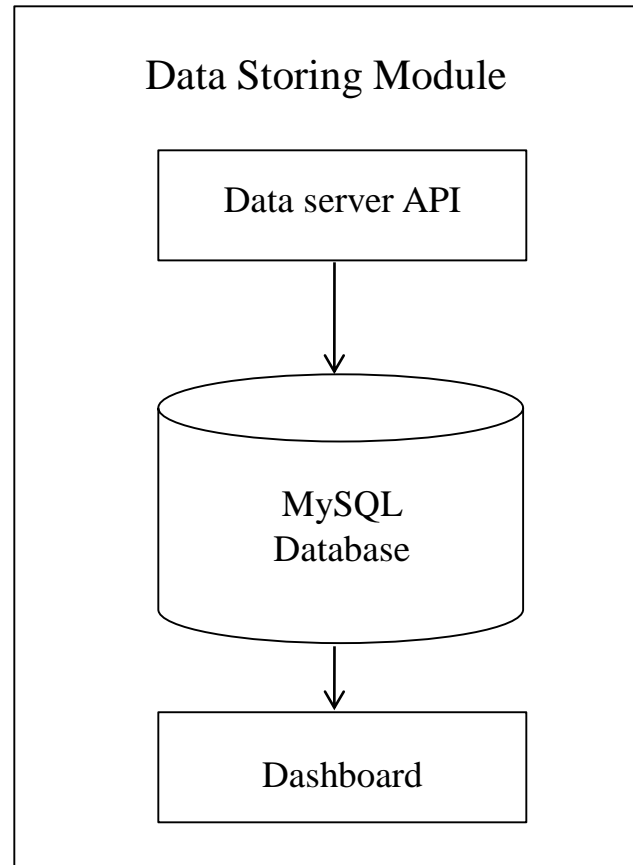 Data Storing Module
Data server API
MySQL
Database
Dashboard